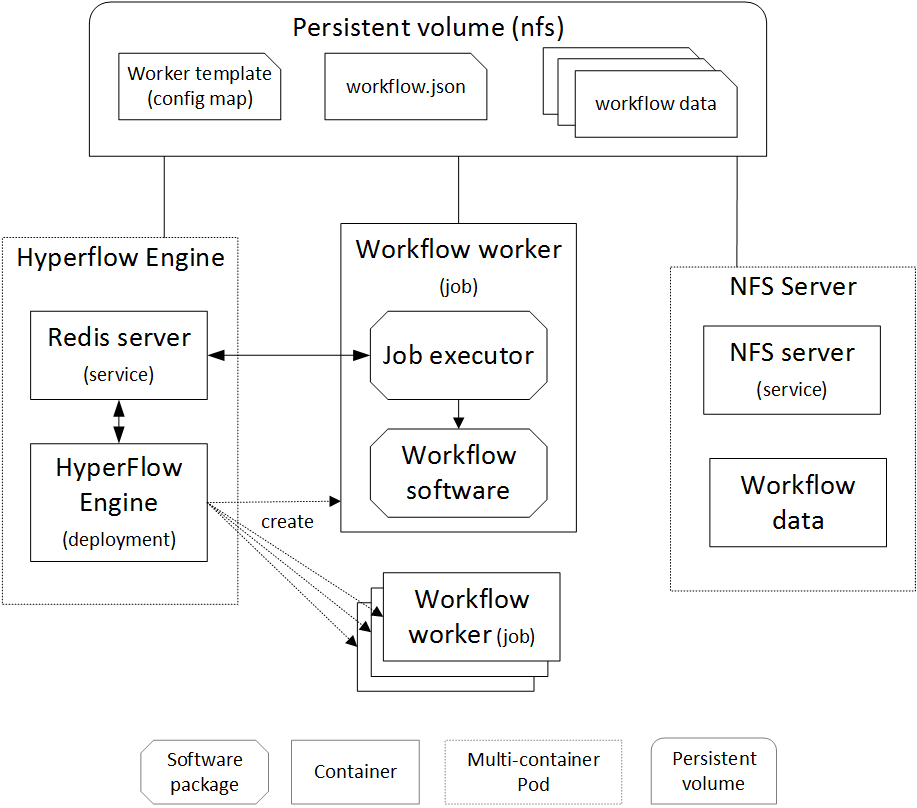 Persistent volume (nfs)
Worker template
(config map)
workflow.json
workflow data
Hyperflow Engine
Redis server
(service)
HyperFlow
Engine
(deployment)
create
Workflow worker
(job)
Job executor
Workflow
software
Workflow
worker (job)
NFS Server
NFS server
(service)
Workflow
data
Software
package
Container
Multi-container
Pod
Persistent
volume